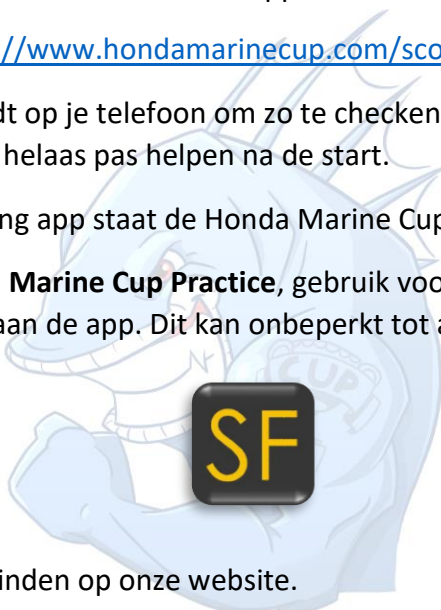 //www.hondamarinecup.com/sco
dt op je telefoon om zo te checken
helaas pas helpen na de start.
ng app staat de Honda Marine Cup
Marine Cup Practice, gebruik voo
aan de app. Dit kan onbeperkt tot a
CUP
SF
inden op onze website.